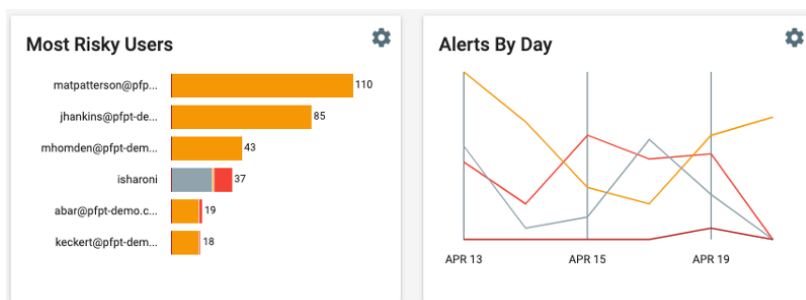 Most Risky Users
matpatterson@pfp... 110
jhankins@pfpt-de... 85
mhomden@pfpt-dem... 43
isharoni 37
abar@pfpt-demo.c... 19
keckert@pfpt-dem... 18
Alerts By Day
APR 13 APR 15 APR 19